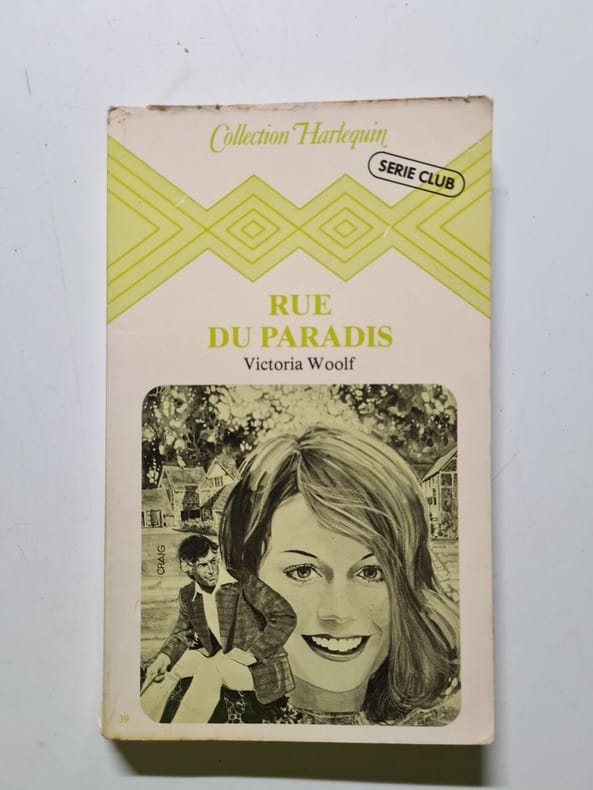 Collection Harlequin
SERIE CLUB
RUE
DU PARADIS
Victoria Woolf
CRAIG
39